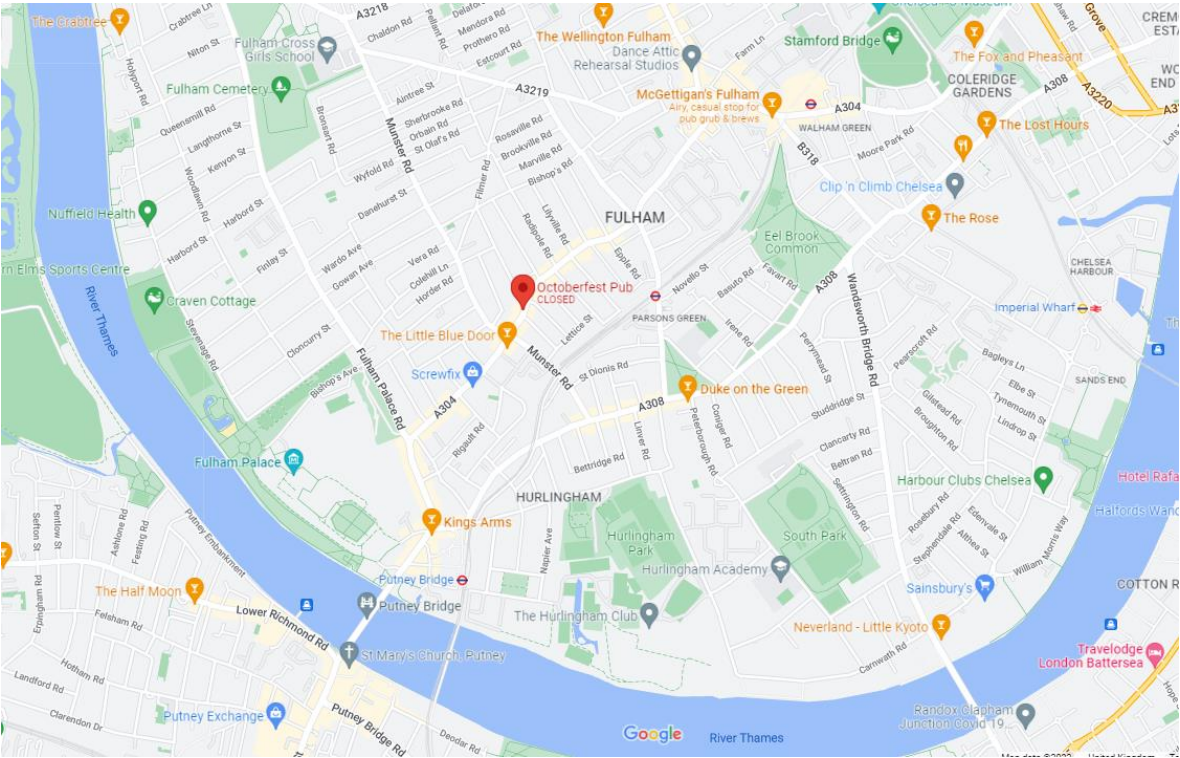 The Crabtree
Crabtree Ln
A3218
Chaldon Rd
Pellant Rd
Mendora Rd
Prothero Rd
Estcourt Rd
Holyport Rd
Fulham Cross
Girls School
The Wellington Fulham
Dance Attic
Rehearsal Studios
Farm Ln
Stamford Bridge
The Fox and Pheasant
COLERIDGE
GARDENS
A308
Fulham Cemetery
Aintree St
A3219
McGettigan's Fulham
Airy, casual stop for
pub grub & brews
A304
WALHAM GREEN
The Lost Hours
Queensmill Rd
Langthorne St
Kenyon St
Bronsart Rd
Munster Rd
Sherbrooke Rd
Orbain Rd
St Olaf's Rd
Rosaville Rd
Brookville Rd
Marville Rd
Bishop's Rd
B318
Moore Park Rd
Wyfold Rd
Filmer Rd
Clip 'n Climb Chelsea
Woodlawn Rd
Danehurst St
Nuffield Health
Harbord St
Lilyville Rd
Radipole Rd
FULHAM
The Rose
Harbord St
Finlay St
Wardo Ave
Gowan Ave
Vera Rd
Colehill Ln
Horder Rd
Epple Rd
Eel Brook
Common
rn Elms Sports Centre
River Thames
Craven Cottage
Octoberfest Pub
CLOSED
Novello St
Basuto Rd
Favart Rd
A308
Wandsworth Bridge Rd
CHELSEA
HARBOUR
Imperial Wharf
Stevenage Rd
Cloncurry St
The Little Blue Door
Lettice St
PARSONS GREEN
Irene Rd
Perrymead St
Pearscroft Rd
Bagleys Ln
Bishop's Ave
Fulham Palace Rd
Screwfix
Munster Rd
St Dionis Rd
Duke on the Green
SANDS END
Elbe St
Tynemouth St
Lindrop St
A304
A308
Studdridge St
Gilstead Rd
Broughton Rd
Rigault Rd
Linver Rd
Peterborough Rd
Coniger Rd
Clancarty Rd
Beltran Rd
Fulham Palace
Bettridge Rd
Settrington Rd
Harbour Clubs Chelsea
HURLINGHAM
Rosebury Rd
Stephendale Rd
Edenvale St
Althea St
William Morris Way
Sefton St
Pentlow St
Ashlone Rd
Festing Rd
Putney Embankment
Kings Arms
Napier Ave
Hurlingham
Park
South Park
Hurlingham Academy
Putney Bridge
Sainsbury's
The Half Moon
Erpingham Rd
Felsham Rd
Lower Richmond Rd
Putney Bridge
The Hurlingham Club
Neverland - Little Kyoto
Travelodge
London Battersea
St Mary's Church, Putney
Carnwath Rd
Hotham Rd
Landford Rd
Clarendon Dr
Putney Exchange
Putney Bridge Rd
Deodar Rd
Google
River Thames
Randox Clapham
Junction Covid 19...